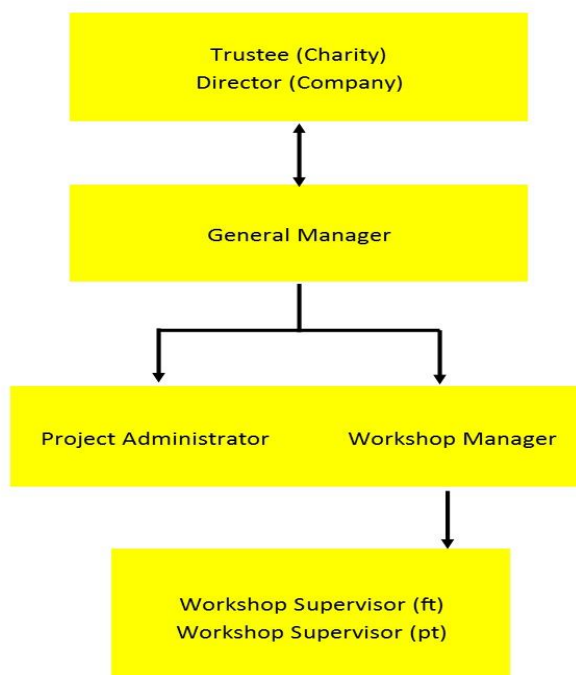 Trustee (Charity)
Director (Company)
General Manager
Project Administrator
Workshop Manager
Workshop Supervisor (ft)
Workshop Supervisor (pt)